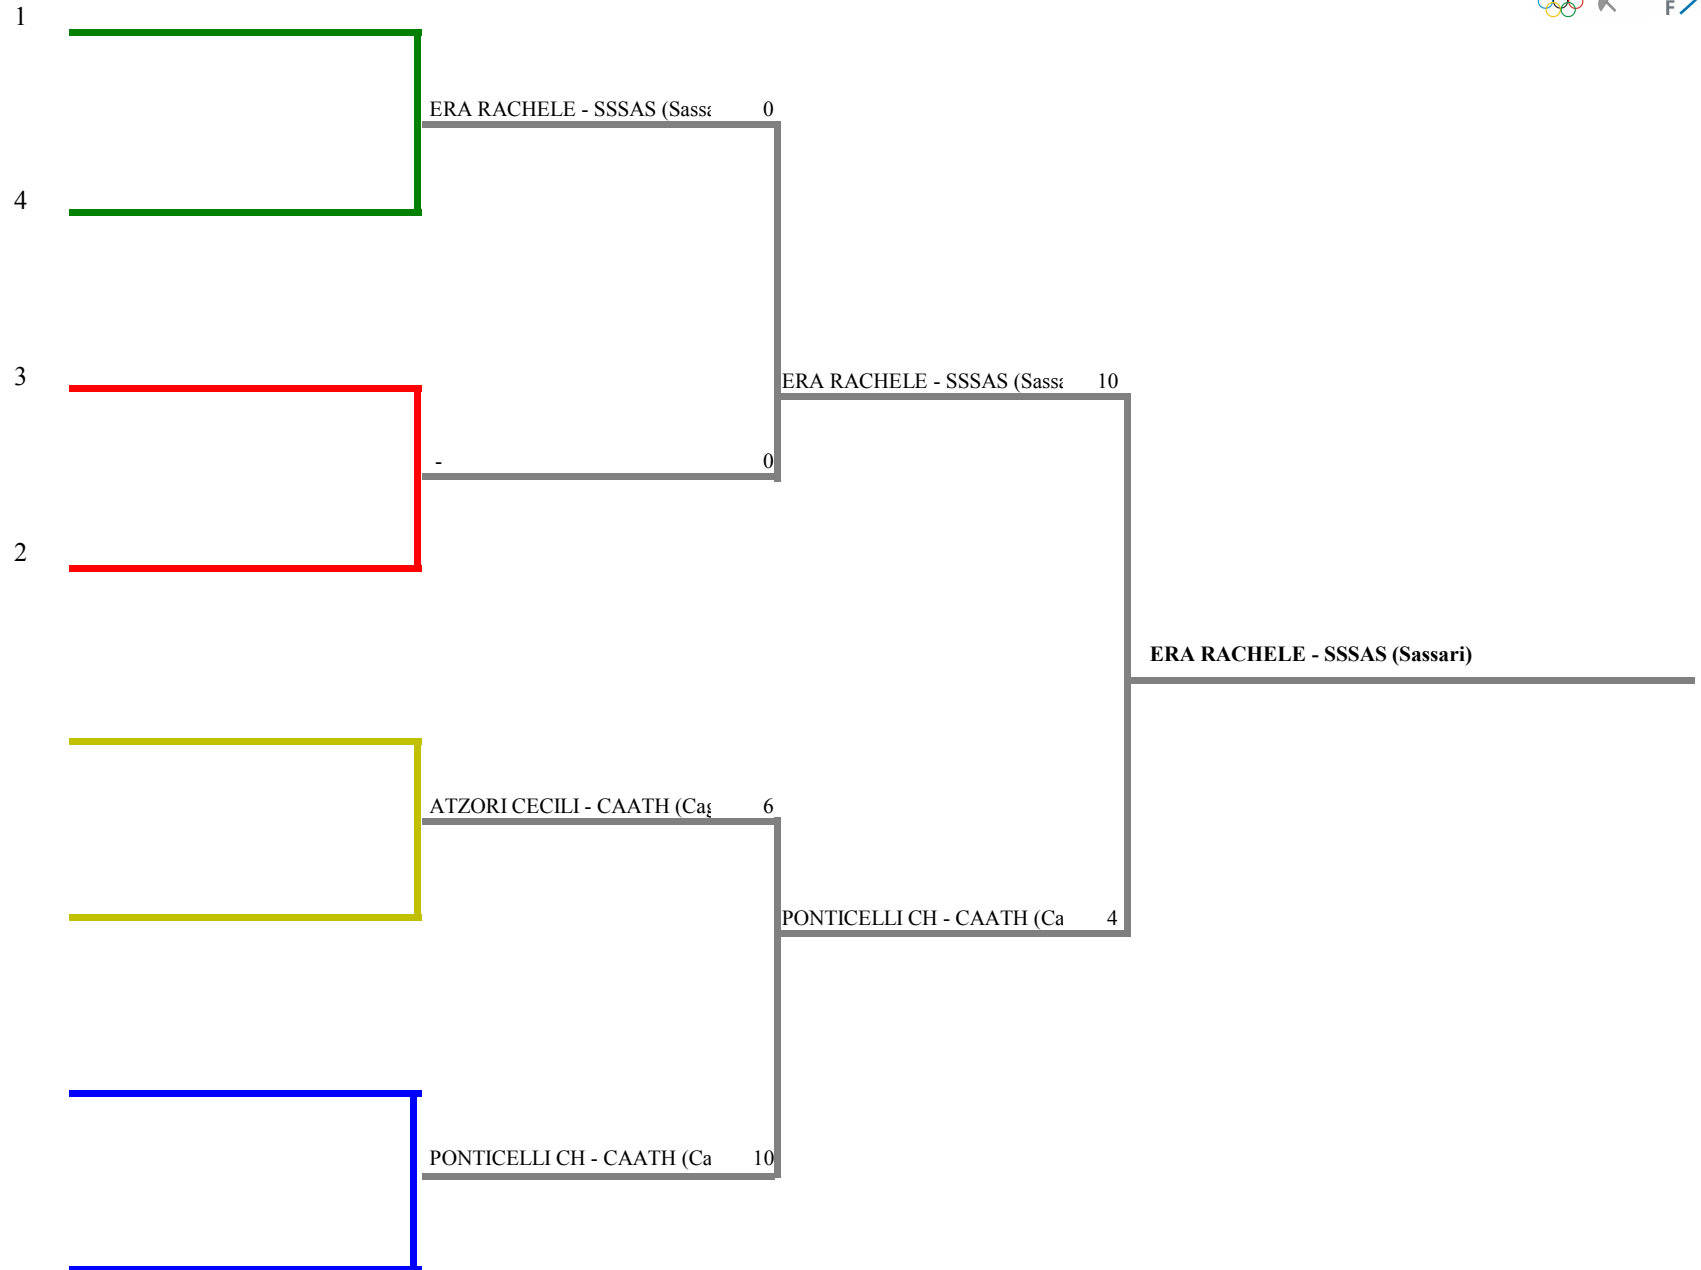 1
F
ERA RACHELE - SSSAS (Sassa 0
4
3
ERA RACHELE - SSSAS (Sassa 10
- 0
2
ERA RACHELE - SSSAS (Sassari)
ATZORI CECILI - CAATH (Cag 6
PONTICELLI CH - CAATH (Ca 4
PONTICELLI CH - CAATH (Ca 10